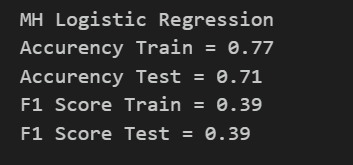 MH Logistic Regression
Accurency Train = 0.77
Accurency Test = 0.71
F1 Score Train = 0.39
F1 Score Test = 0.39